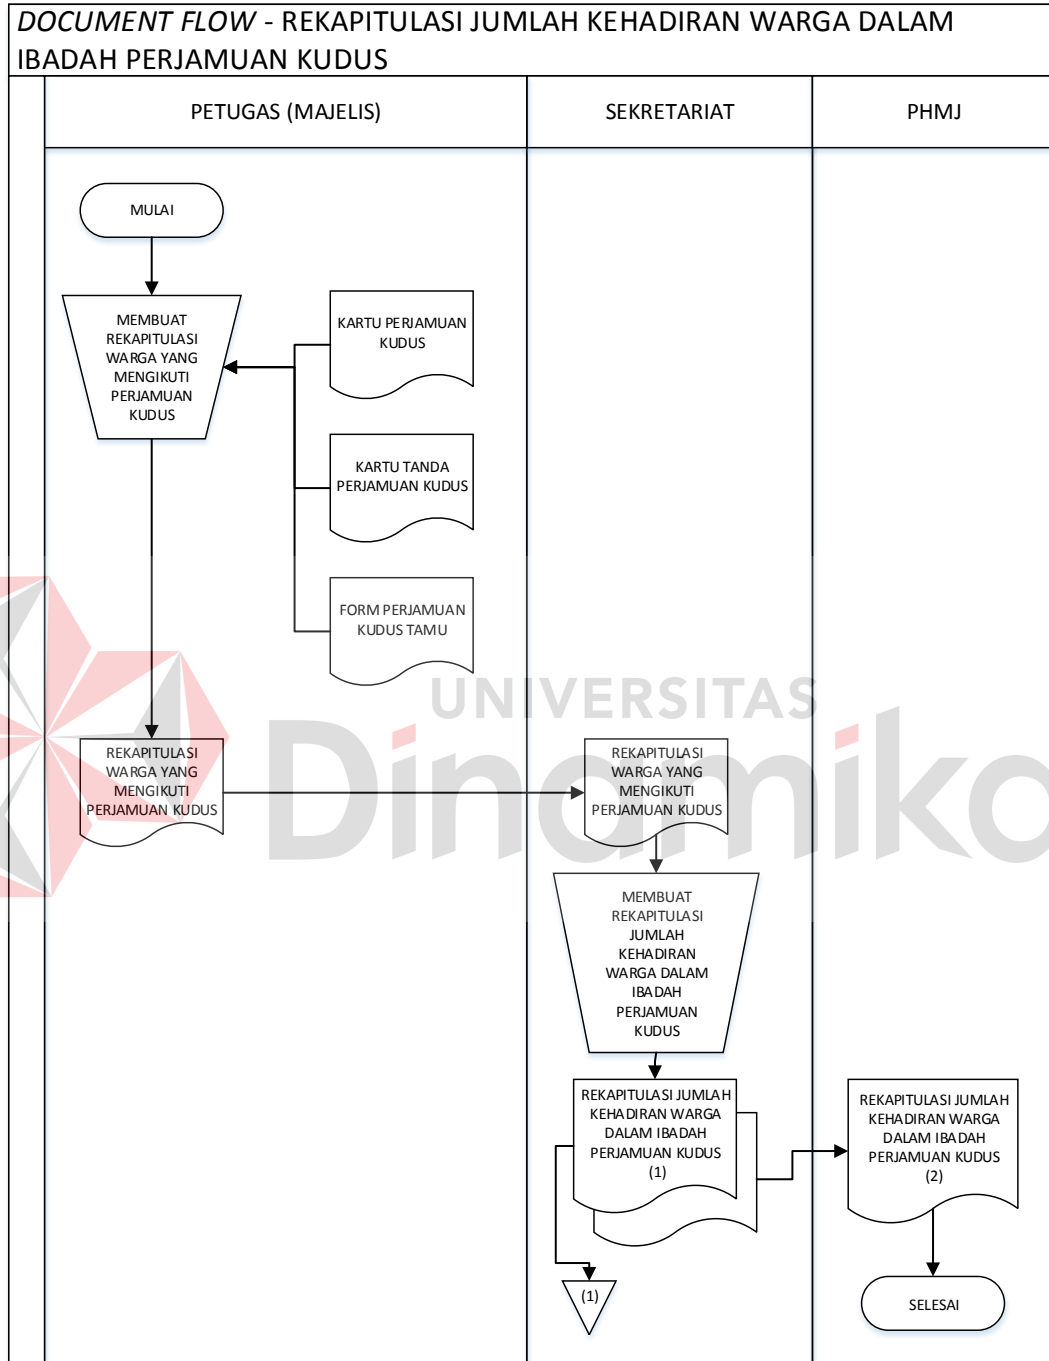 DOCUMENT FLOW - REKAPITULASI JUMLAH KEHADIRAN WARGA DALAM
IBADAH PERJAMUAN KUDUS
PETUGAS (MAJELIS)
SEKRETARIAT
PHMJ
MULAI
MEMBUAT
REKAPITULASI
WARGA YANG
MENGIKUTI
PERJAMUAN
KUDUS
KARTU PERJAMUAN
KUDUS
KARTU TANDA
PERJAMUAN KUDUS
FORM PERJAMUAN
KUDUS TAMU
UNIVERSITAS
Dinamika
REKAPITULASI
WARGA YANG
MENGIKUTI
PERJAMUAN KUDUS
REKAPITULASI
WARGA YANG
MENGIKUTI
PERJAMUAN KUDUS
MEMBUAT
REKAPITULASI
JUMLAH
KEHADIRAN
WARGA DALAM
IBADAH
PERJAMUAN
KUDUS
REKAPITULASI JUMLAH
KEHADIRAN WARGA
DALAM IBADAH
PERJAMUAN KUDUS
(1)
REKAPITULASI JUMLAH
KEHADIRAN WARGA
DALAM IBADAH
PERJAMUAN KUDUS
(2)
(1)
SELESAI